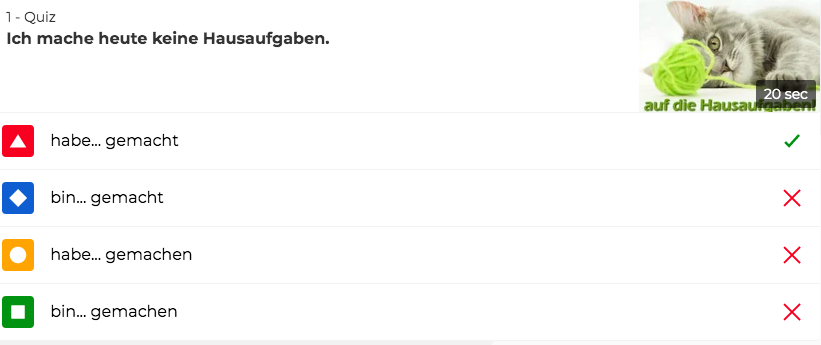 1 - Quiz
Ich mache heute keine Hausaufgaben.
20 sec
auf die Hausaufgaben!
habe... gemacht
bin... gemacht
habe... gemachen
bin... gemachen